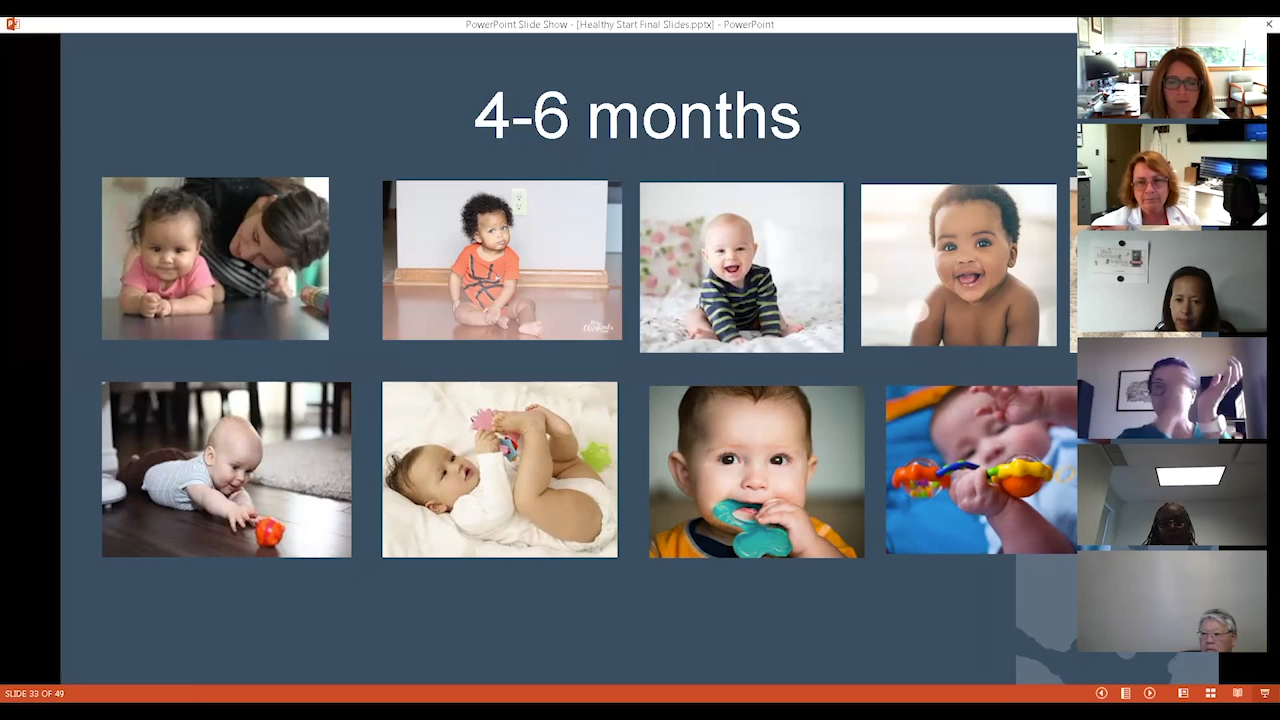 PowerPoint Slide Show - [Healthy Start Final Slides.pptx] - PowerPoint
4-6 months
SLIDE 33 OF 49